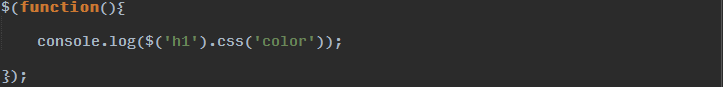 $(function(){
console.log($('h1').css('color'));
});